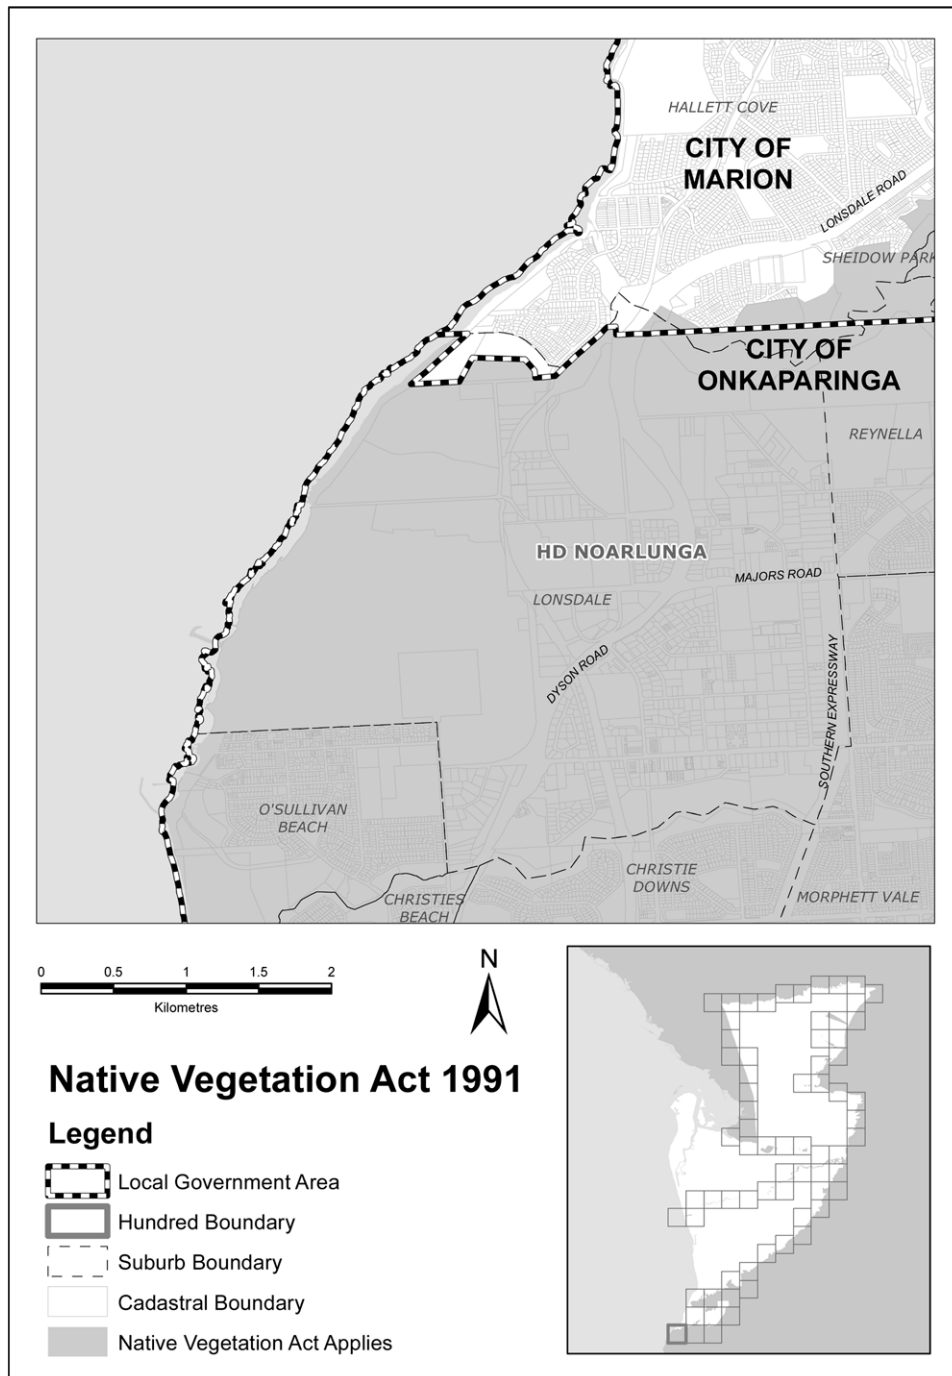 HALLETT COVE
CITY OF
MARION
LONSDALE ROAD
SHEIDOW PARK
CITY OF
ONKAPARINGA
REYNELLA
HD NOARLUNGA
MAJORS ROAD
LONSDALE
DYSON ROAD
SOUTHERN EXPRESSWAY
O'SULLIVAN
BEACH
CHRISTIE
DOWNS
CHRISTIES
BEACH
MORPHETT VALE
0 0.5 1 1.5 2
Kilometres
N
Native Vegetation Act 1991
Legend
Local Government Area
Hundred Boundary
Suburb Boundary
Cadastral Boundary
Native Vegetation Act Applies